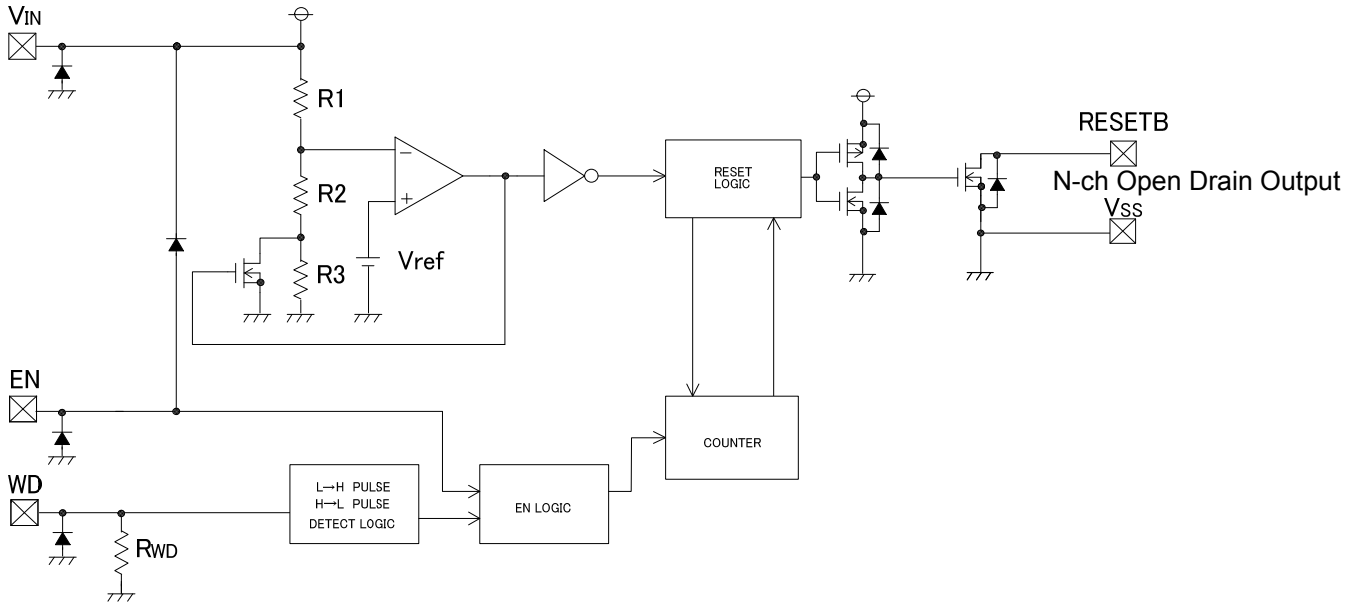 VIN
R1
R2
R3
−
+
Vref
RESET
LOGIC
RESETB
N-ch Open Drain Output
VSS
EN
COUNTER
WD
L→H PULSE
H→L PULSE
DETECT LOGIC
EN LOGIC
RWD